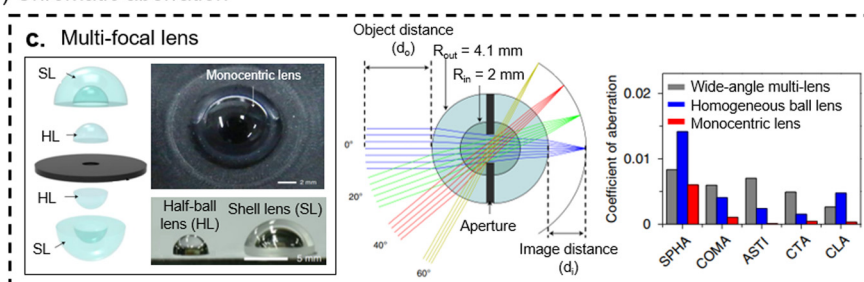 c. Multi-focal lens
SL
HL
HL
SL
Monocentric lens
2 mm
Half-ball
lens (HL)
Shell lens (SL)
5 mm
Object distance
(dₒ)
Rout = 4.1 mm
Rin = 2 mm
0°
20°
40°
60°
Aperture
Image distance
(dᵢ)
Coefficient of aberration
0.02
0.01
0
Wide-angle multi-lens
Homogeneous ball lens
Monocentric lens
SPHA
COMA
ASTI
CTA
CLA